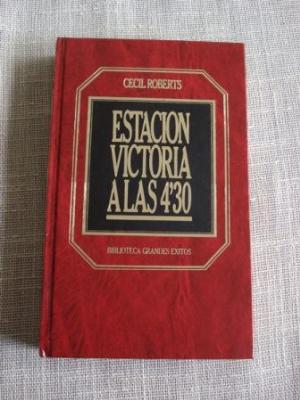 CECIL ROBERTS
ESTACION
VICTORIA
A LAS 4'30
BIBLIOTECA GRANDES EXITOS